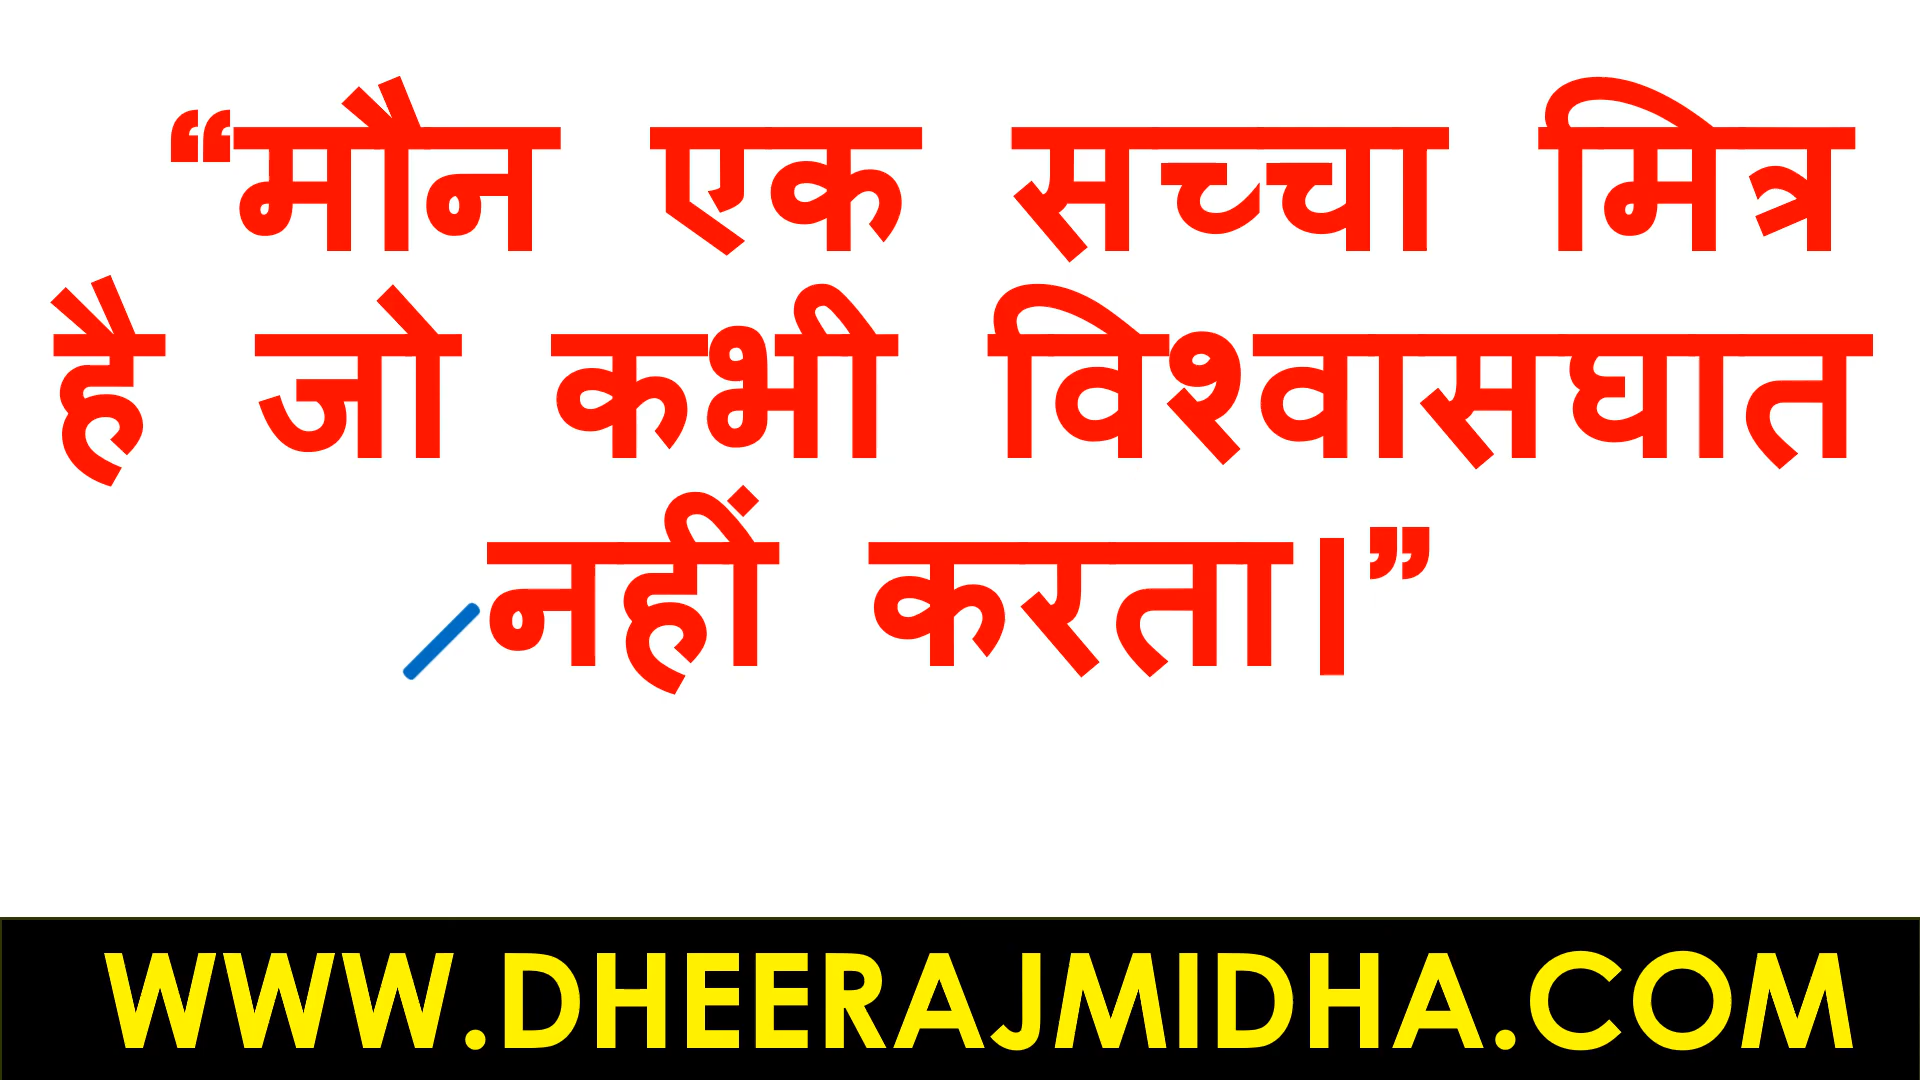 “मौन एक सच्चा मित्र
है जो कभी विश्वासघात
नहीं करता।”
WWW.DHEERAJMIDHA.COM